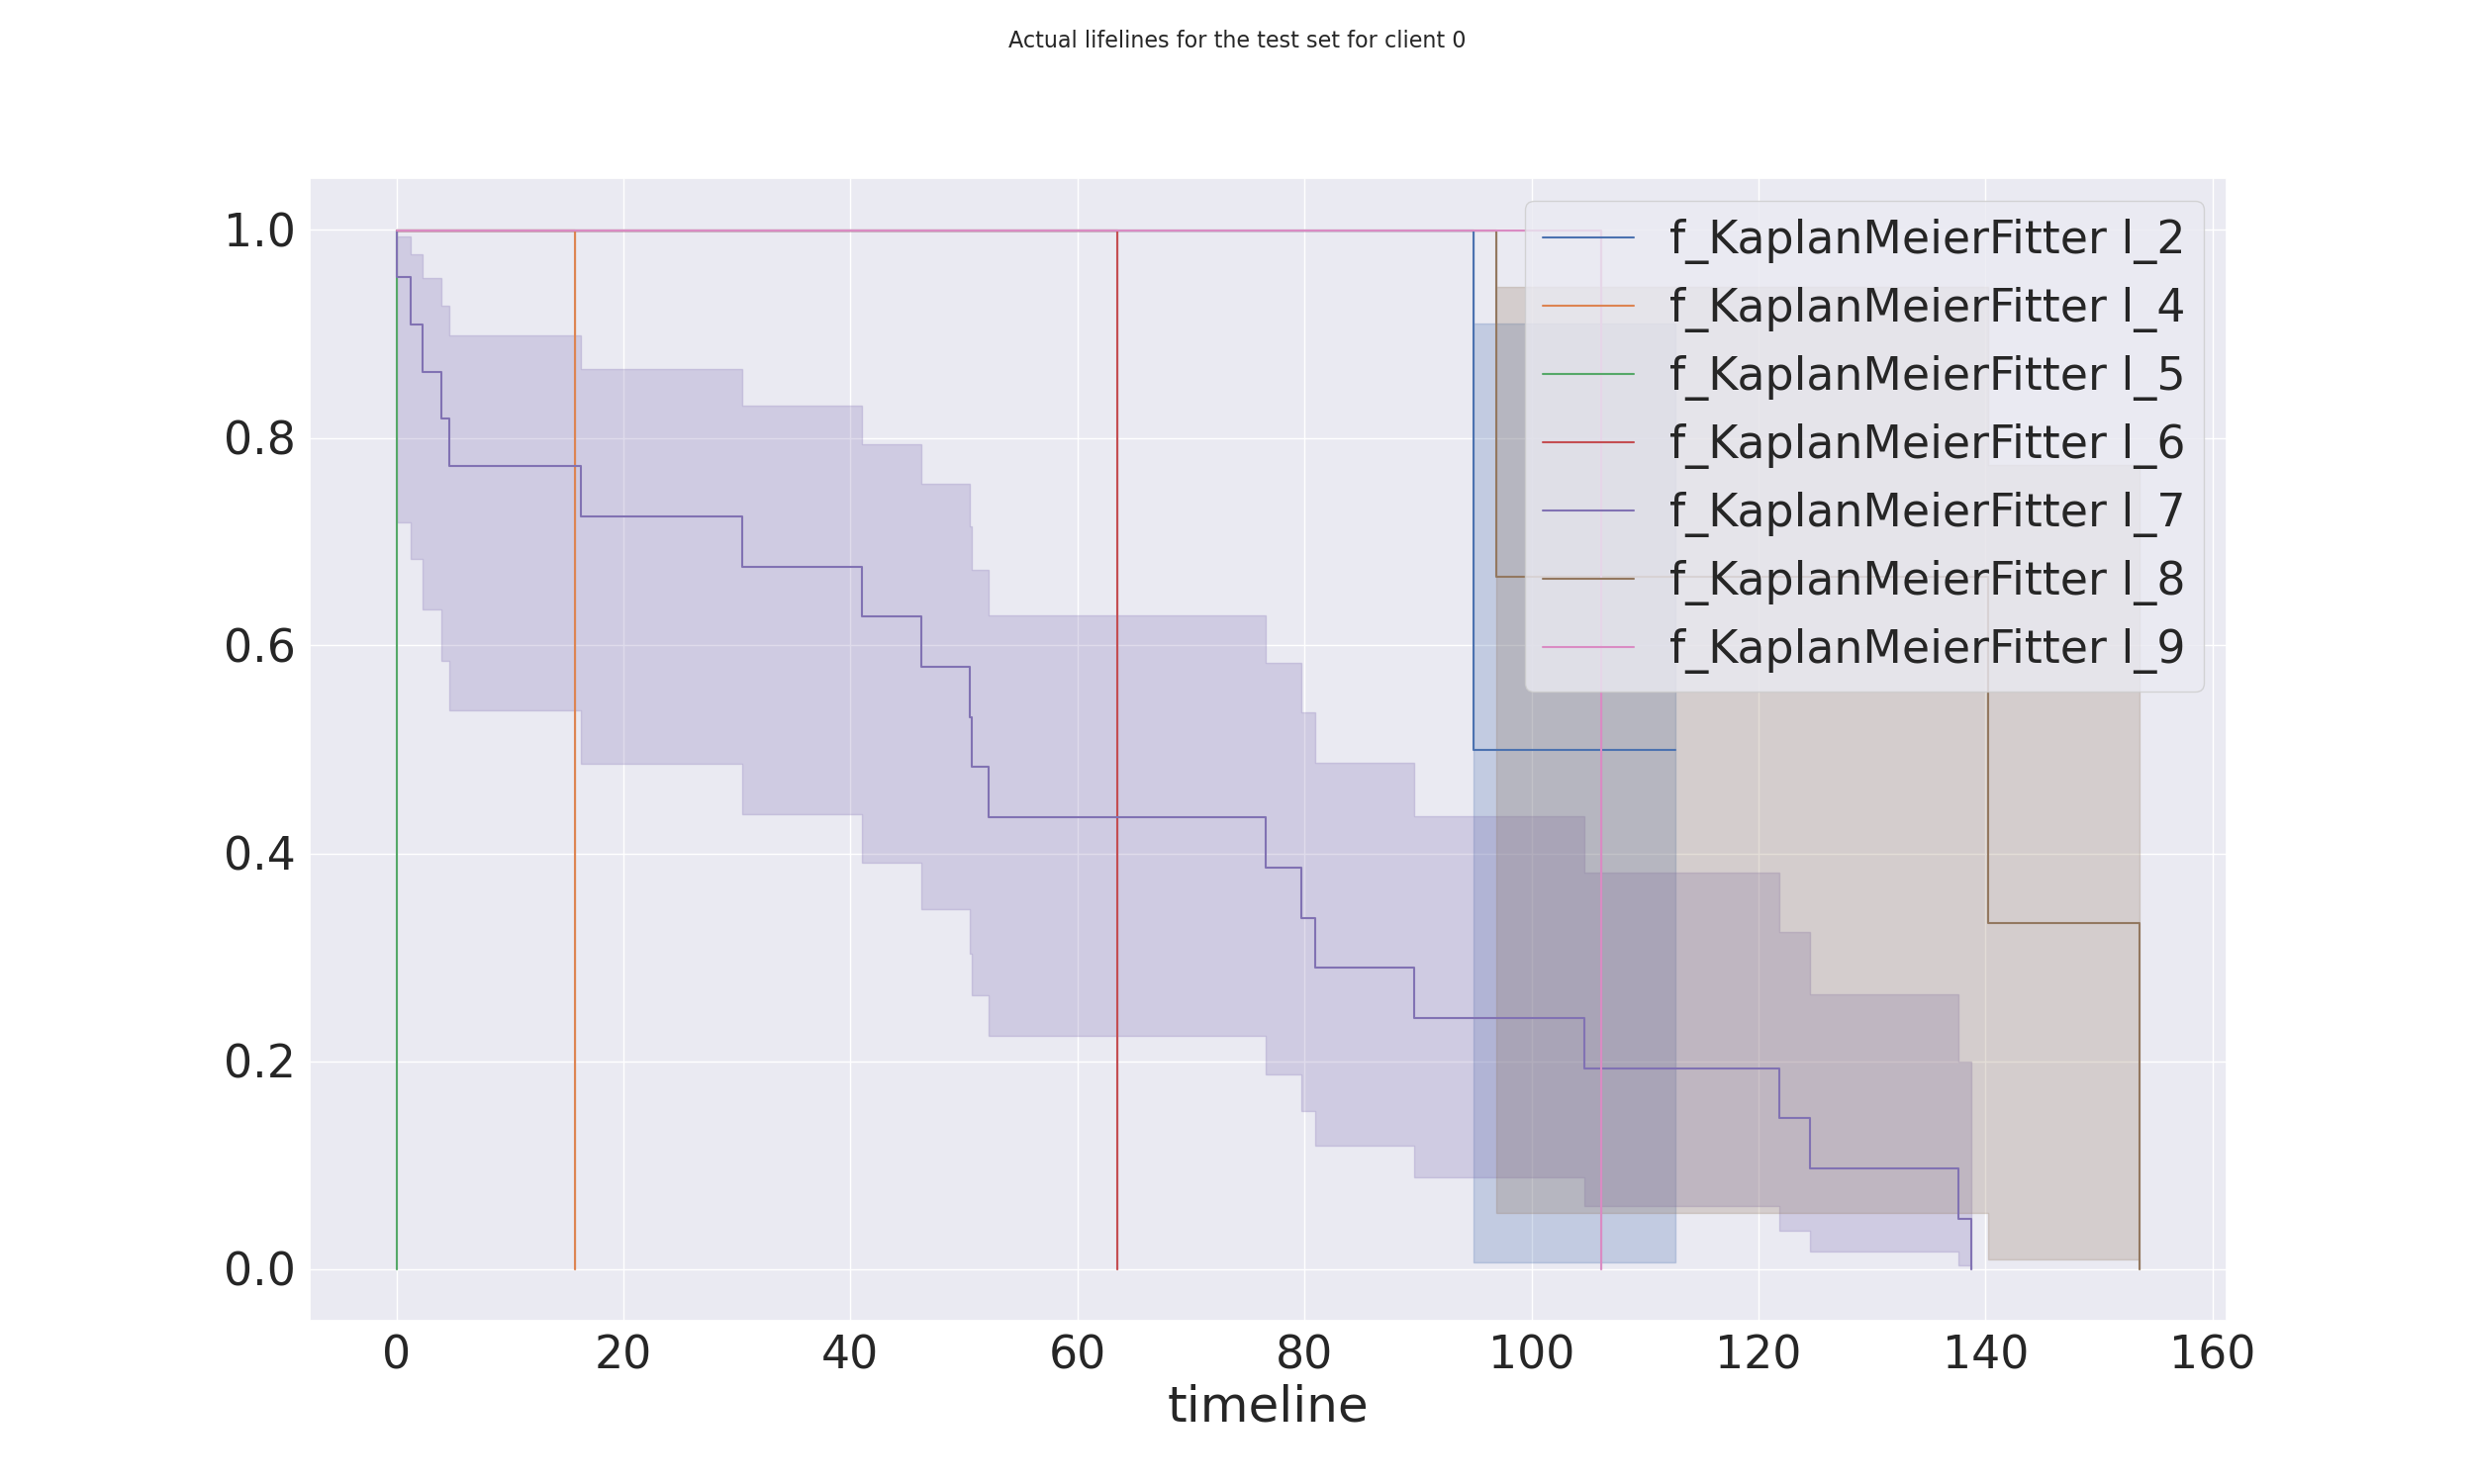 Actual lifelines for the test set for client 0
1.0
0.8
0.6
0.4
0.2
0.0
f_KaplanMeierFitter l_2
f_KaplanMeierFitter l_4
f_KaplanMeierFitter l_5
f_KaplanMeierFitter l_6
f_KaplanMeierFitter l_7
f_KaplanMeierFitter l_8
f_KaplanMeierFitter l_9
0 20 40 60 80 100 120 140 160
timeline